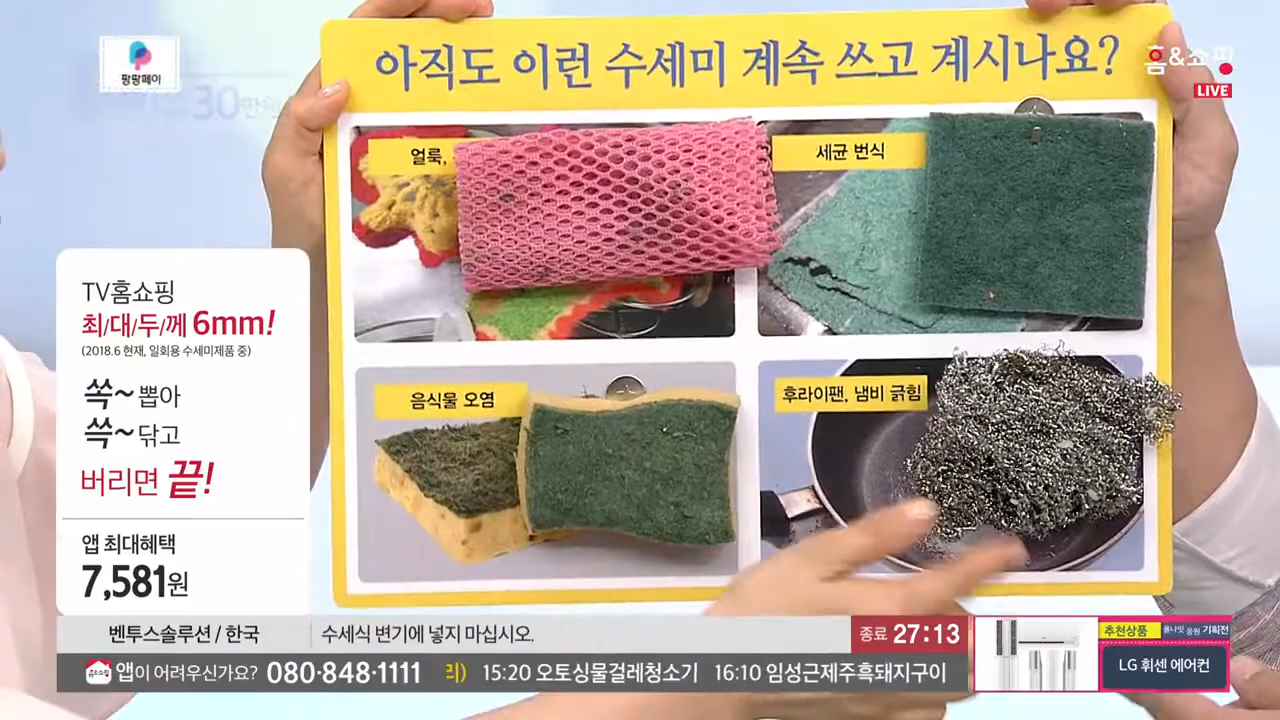 팡팡페이
30만원
아직도 이런 수세미 계속 쓰고 계시나요?
홈&쇼핑
LIVE
얼룩,
세균 번식
음식물 오염
후라이팬, 냄비 긁힘
TV홈쇼핑
최/대/두/께 6mm!
(2018.6 현재, 일회용 수세미제품 중)
쏙~ 뽑아
쓱~ 닦고
버리면 끝!
앱 최대혜택
7,581원
벤투스솔루션 / 한국
수세식 변기에 넣지 마십시오.
종료 27:13
추천상품
기획전
LG 휘센 에어컨
앱이 어려우신가요? 080·848·1111
리) 15:20 오토싱물걸레청소기 16:10 임성근제주흑돼지구이